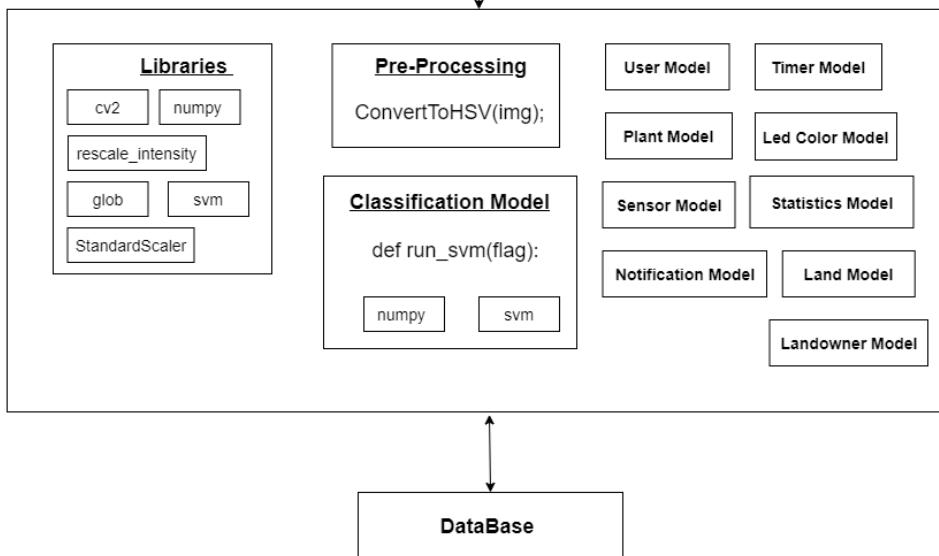 Libraries
cv2
numpy
rescale_intensity
glob
svm
StandardScaler
Pre-Processing
ConvertToHSV(img);
Classification Model
def run_svm(flag):
numpy
svm
User Model
Timer Model
Plant Model
Led Color Model
Sensor Model
Statistics Model
Notification Model
Land Model
Landowner Model
DataBase